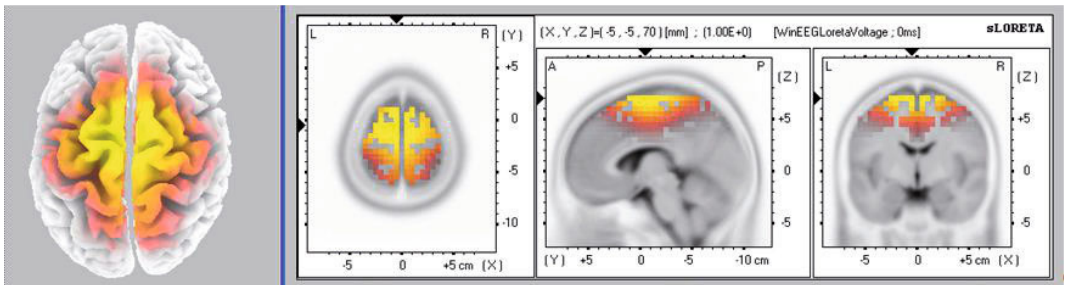 (X, Y, Z)=( -5, -5, 70) [mm] ; (1.00E+0) [WinEEGLoretaVoltage ; 0ms] sLORETA
L R (Y)
+5
0
-5
-10
-5 0 +5 cm (X)
A P (Z)
+5
0
-5
(Y) +5 0 -5 -10 cm
L R (Z)
+5
0
-5
-5 0 +5 cm (X)